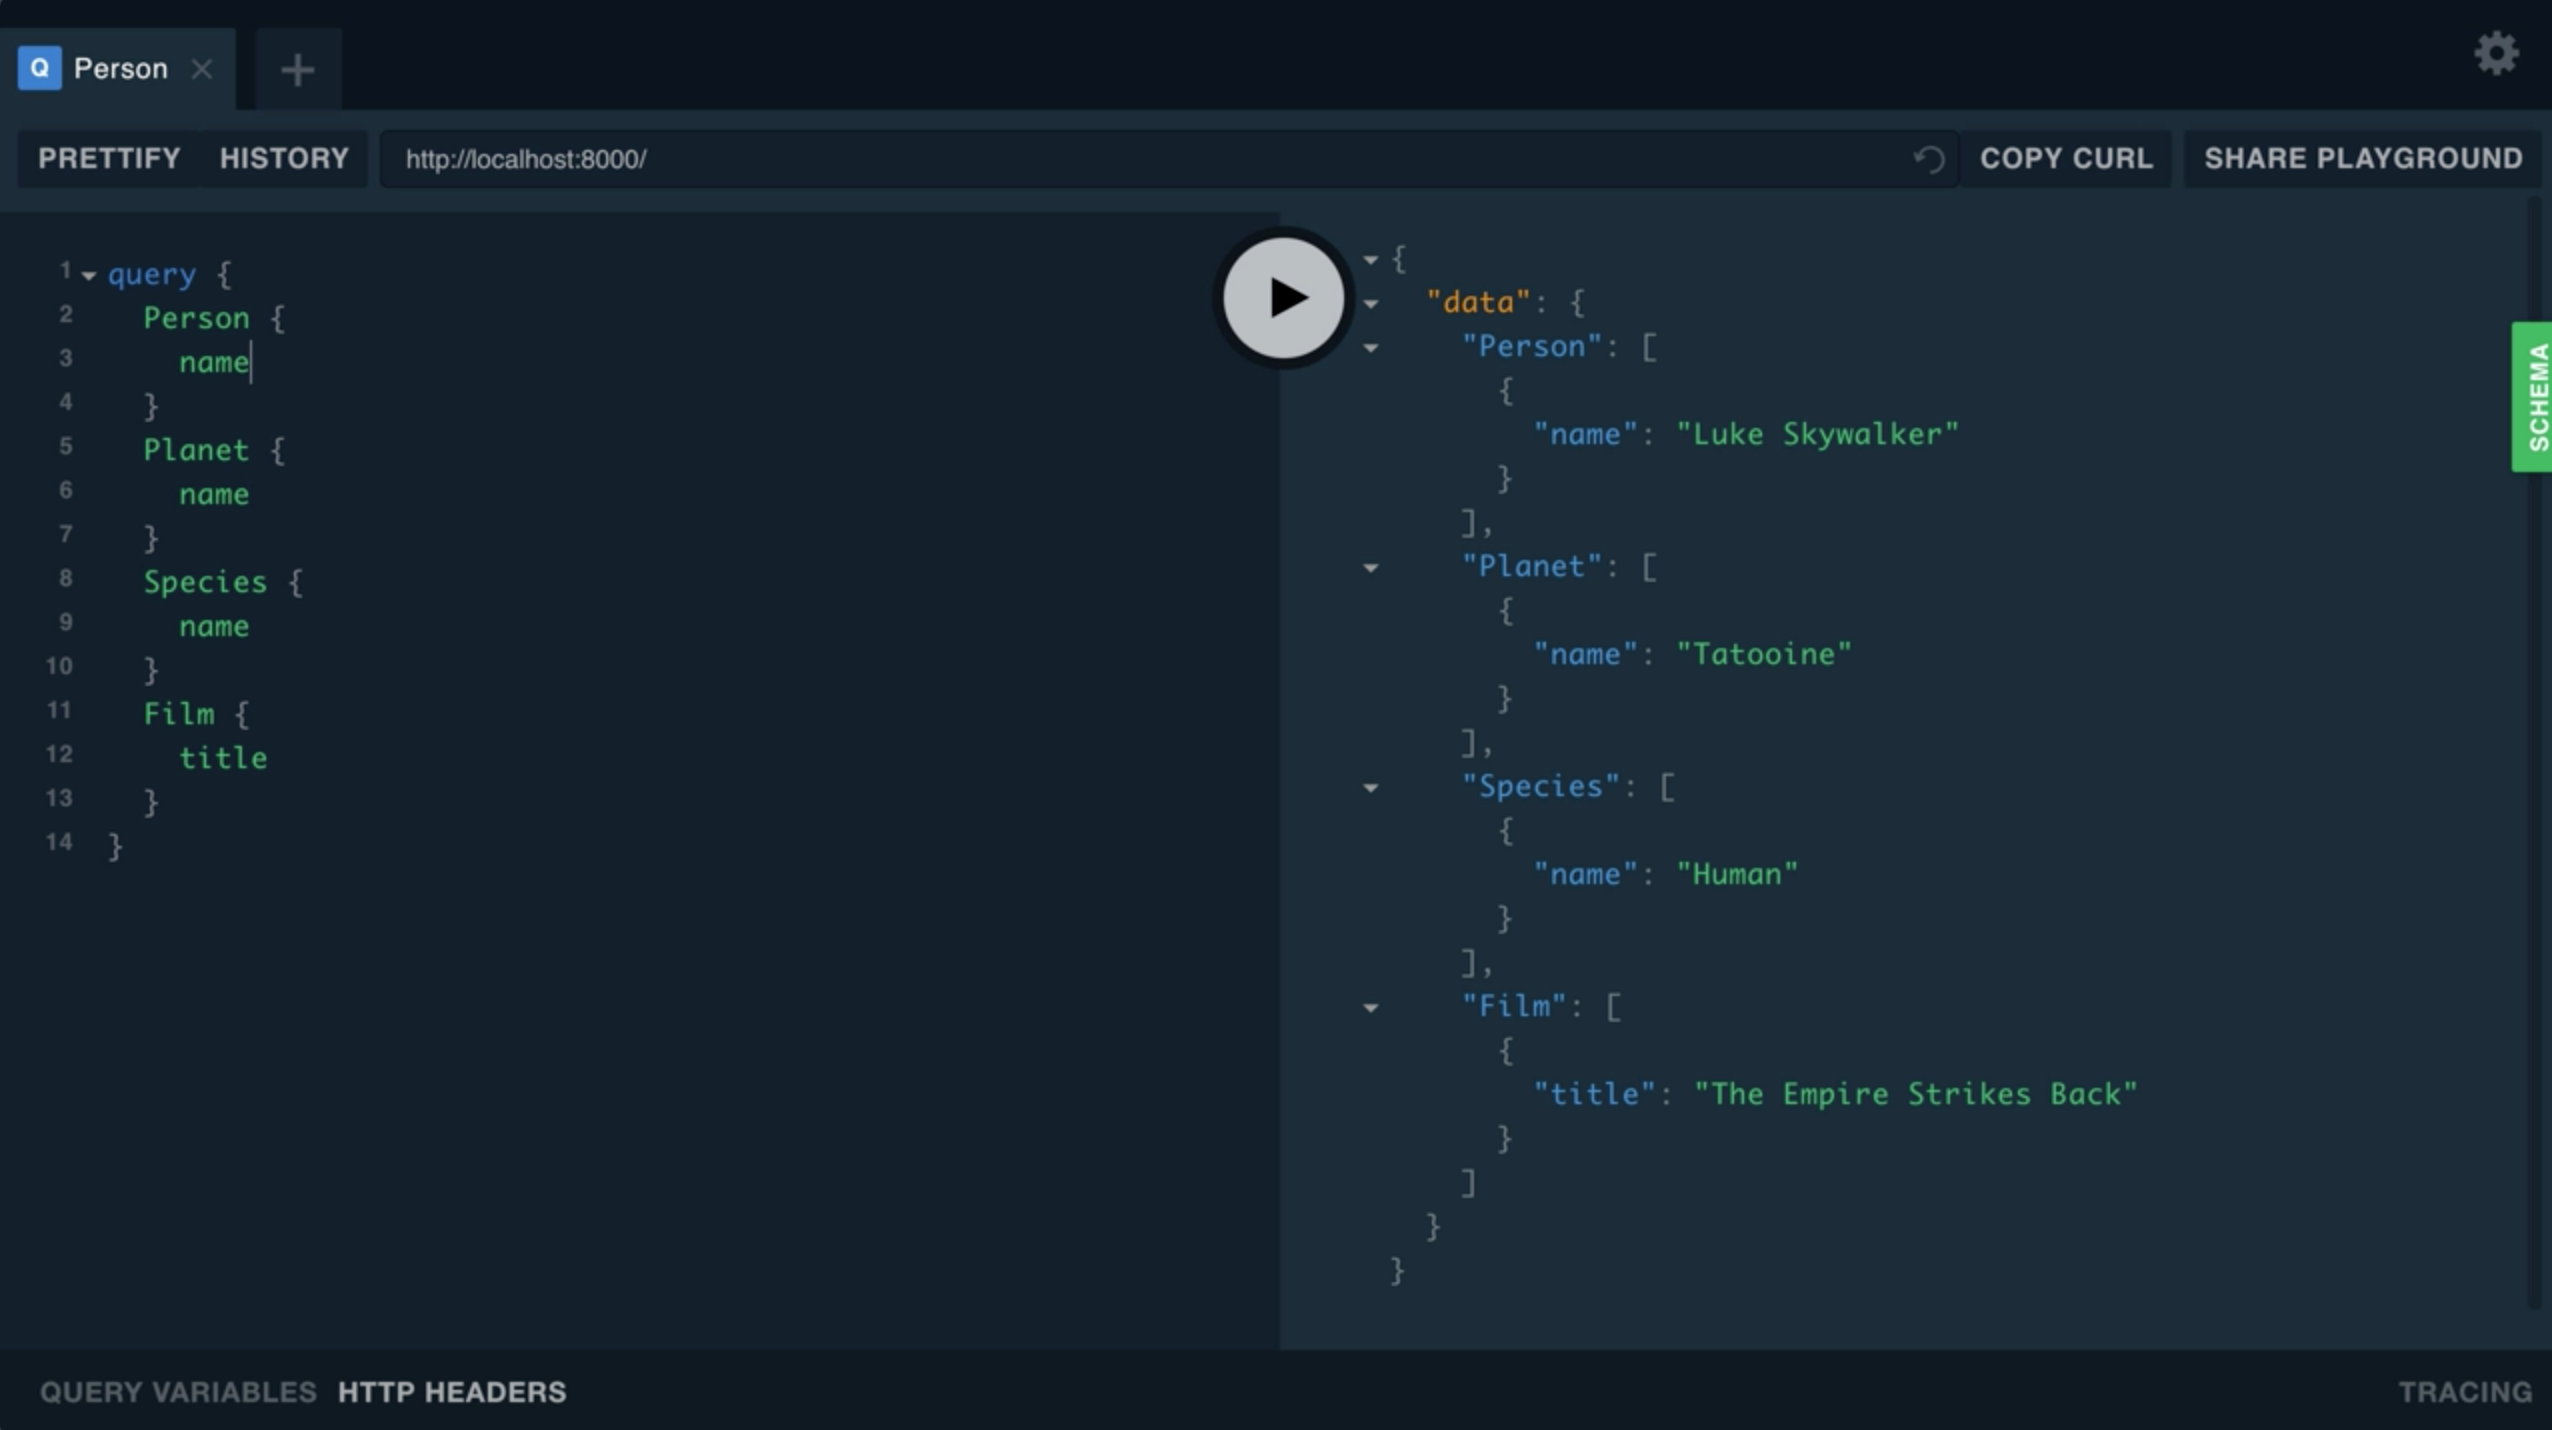 Q Person
PRETTIFY HISTORY http://localhost:8000/ COPY CURL SHARE PLAYGROUND
1 query {
2 Person {
3 name
4 }
5 Planet {
6 name
7 }
8 Species {
9 name
10 }
11 Film {
12 title
13 }
14 }
{
"data": {
"Person": [
{
"name": "Luke Skywalker"
}
],
"Planet": [
{
"name": "Tatooine"
}
],
"Species": [
{
"name": "Human"
}
],
"Film": [
{
"title": "The Empire Strikes Back"
}
]
}
}
SCHEMA
QUERY VARIABLES HTTP HEADERS TRACING